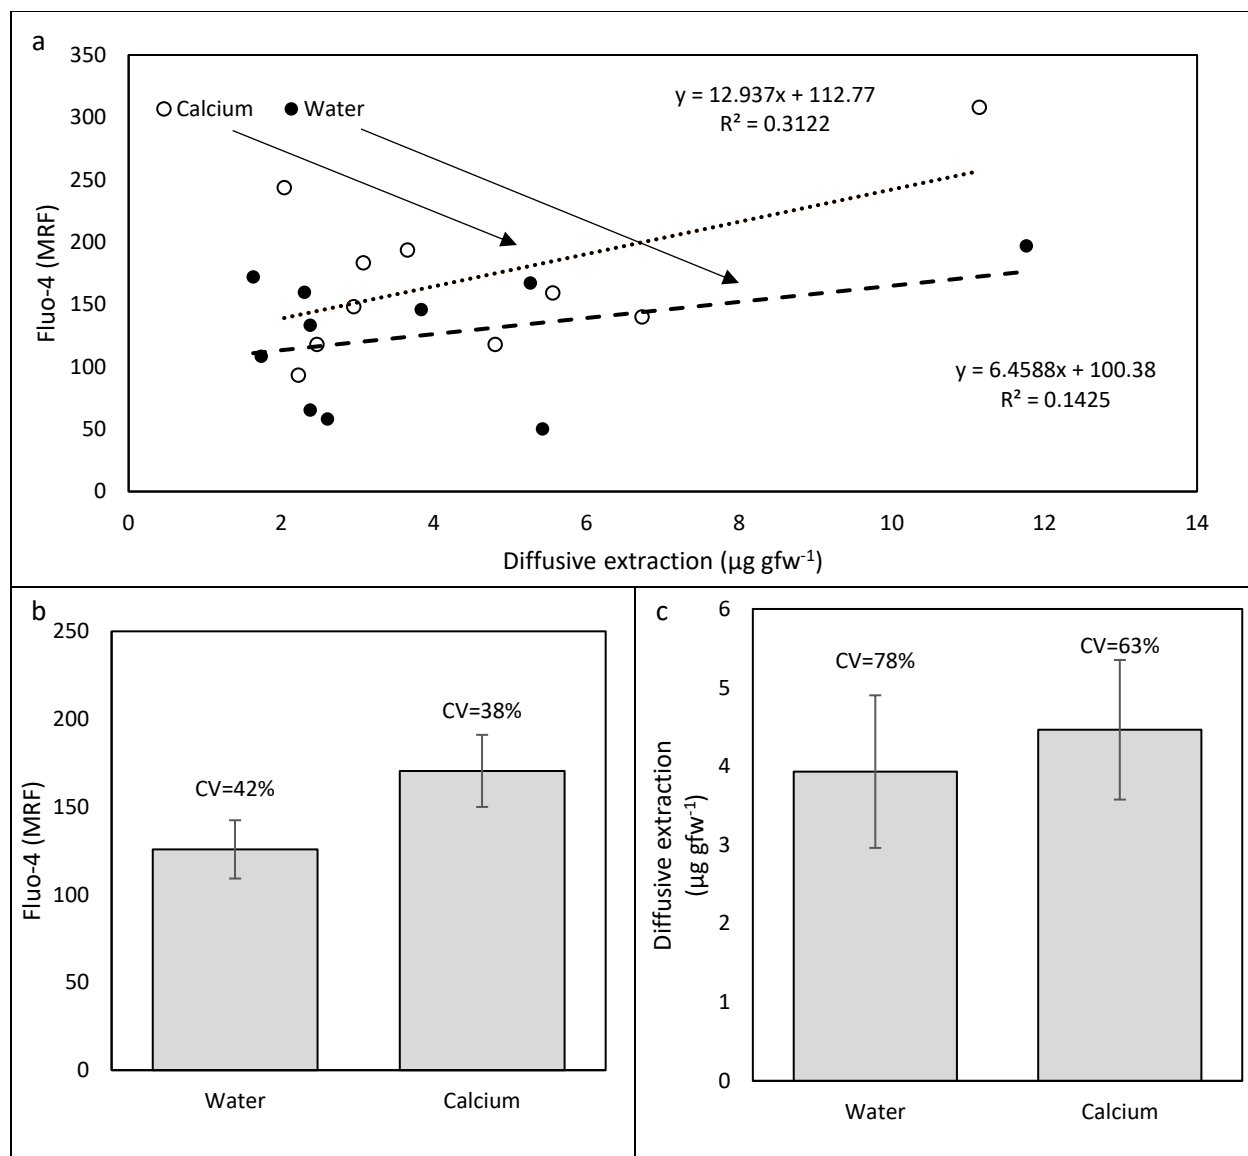 a
350
300
250
200
150
100
50
0
Fluo-4 (MRF)
Calcium Water
y = 12.937x + 112.77
R² = 0.3122
y = 6.4588x + 100.38
R² = 0.1425
0 2 4 6 8 10 12 14
Diffusive extraction (µg gfw⁻¹)
b
250
200
150
100
50
0
Fluo-4 (MRF)
CV=42%
CV=38%
Water Calcium
c
6
5
4
3
2
1
0
Diffusive extraction
(µg gfw⁻¹)
CV=78%
CV=63%
Water Calcium